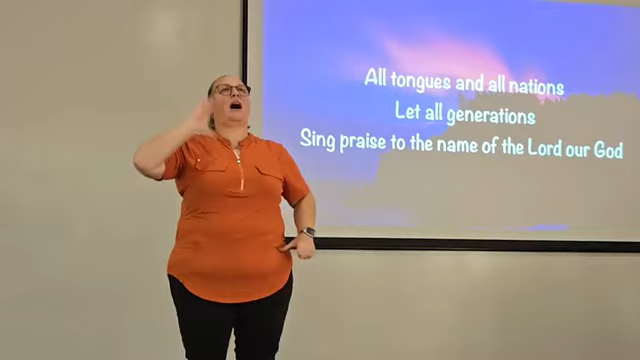 All tongues and all nations
Let all generations
Sing praise to the name of the Lord our God